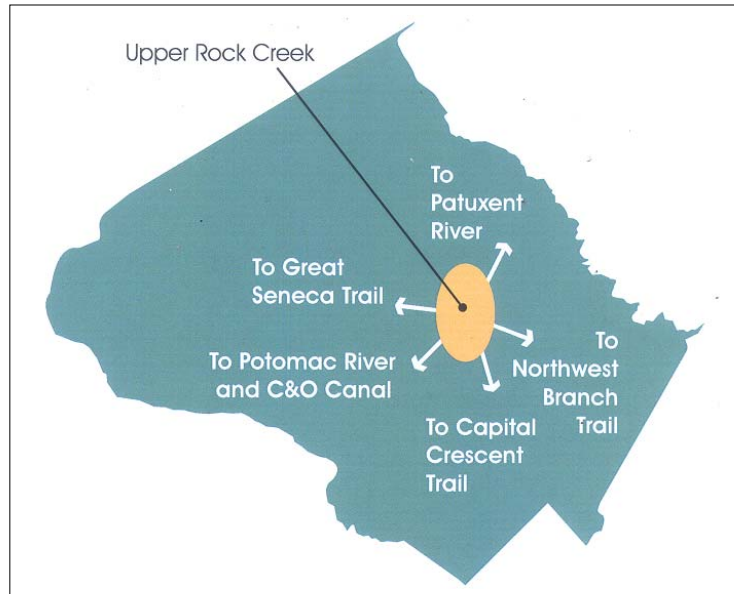 Upper Rock Creek
To
Patuxent
River
To Great
Seneca Trail
To Potomac River
and C&O Canal
To
Northwest
Branch
Trail
To Capital
Crescent
Trail